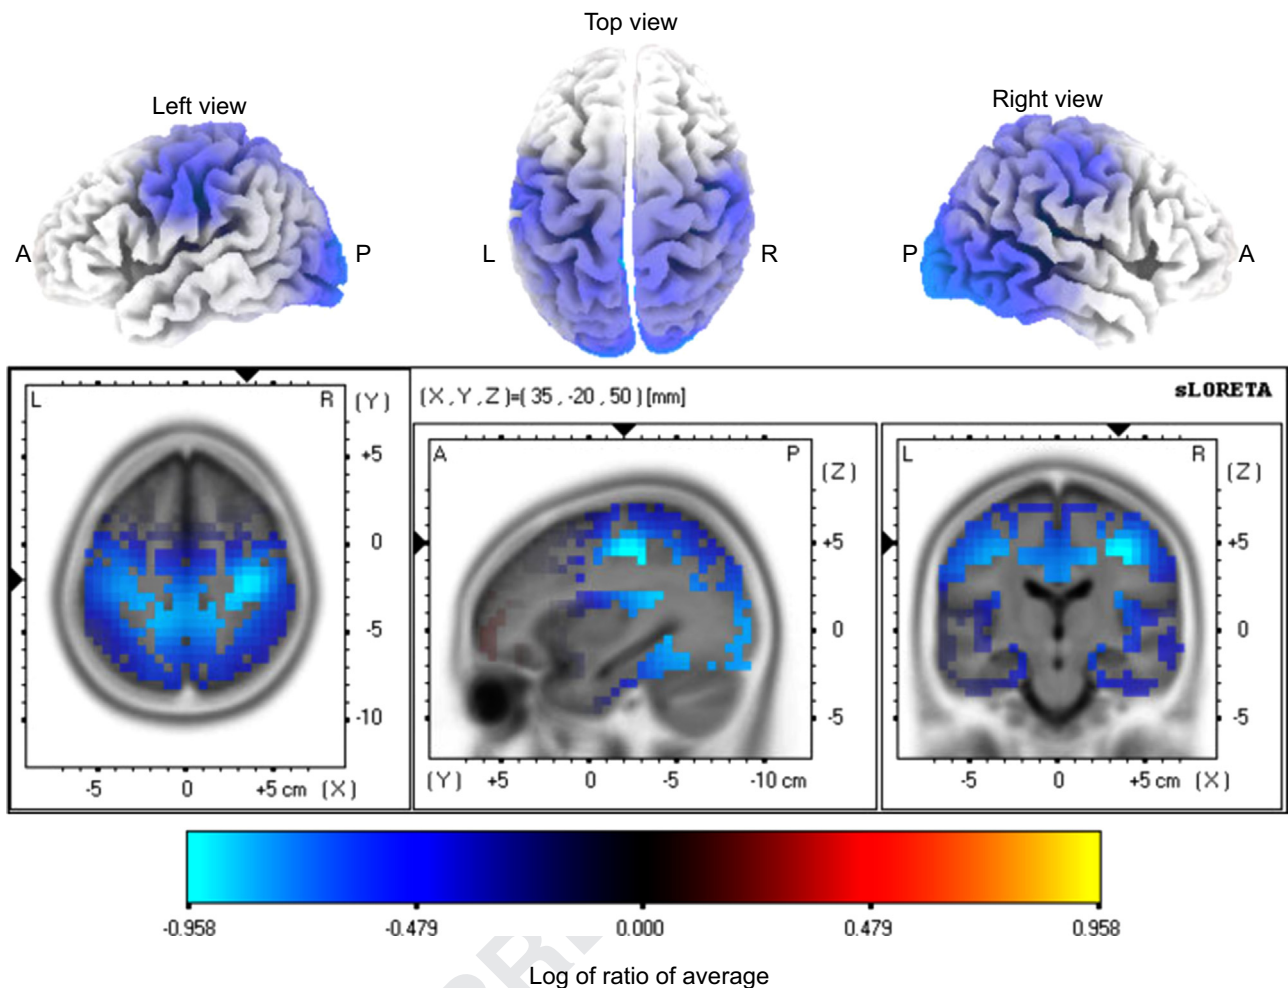 Top view
Left view
Right view
A
P
L
R
P
A
L
R
(Y)
+5
0
-5
-10
-5
0
+5 cm
(X)
(X,Y,Z)=( 35 , -20 , 50 ) [mm]
sLORETA
A
P
(Z)
+5
0
-5
(Y)
+5
0
-5
-10 cm
L
R
(Z)
+5
0
-5
-5
0
+5 cm
(X)
-0.958
-0.479
0.000
0.479
0.958
Log of ratio of average